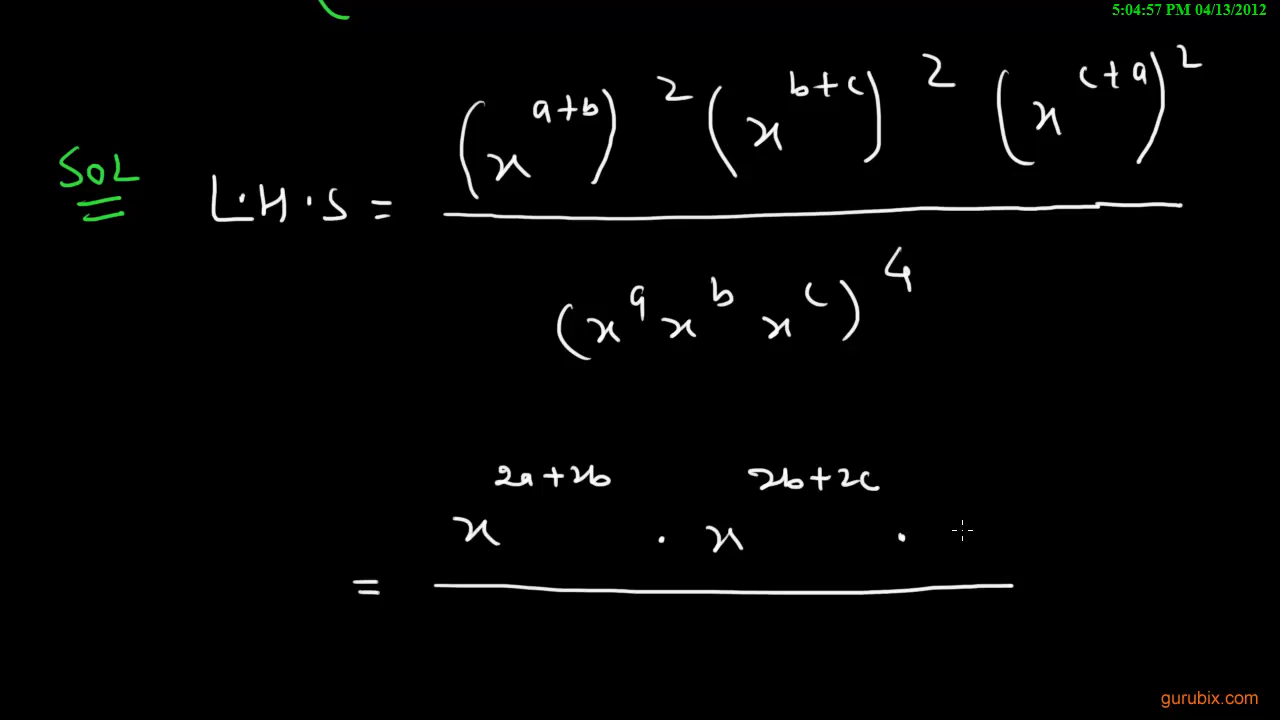 5:04:57 PM 04/13/2012
SOL
L.H.S = (x^{a+b})^2 (x^{b+c})^2 (x^{c+a})^2
(x^a x^b x^c)^4
= x^{2a+2b} . x^{2b+2c} .
gurubix.com